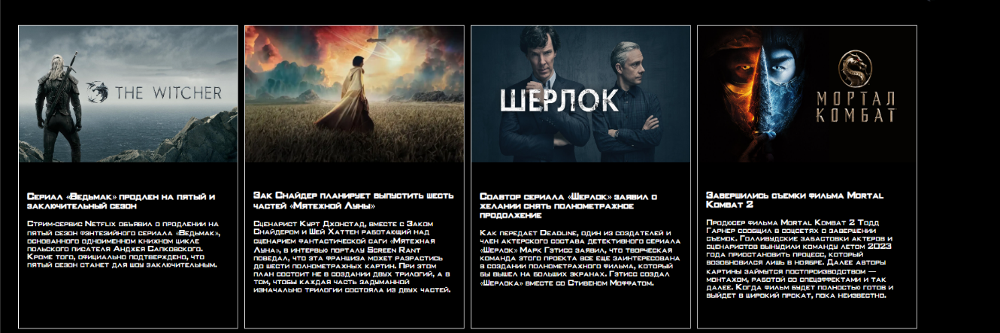 THE WITCHER
Сериал «Ведьмак» продлен на пятый и
заключительный сезон
Стрим-сервис Netflix объявил о продлении на
пятый сезон фэнтезийного сериала «Ведьмак»,
основанного одноименном книжном цикле
польского писателя Анджея Сапковского.
Кроме того, официально подтверждено, что
пятый сезон станет для шоу заключительным.
Зак Снайдер планирует выпустить шесть
частей «Мятежной Луны»
Сценарист Курт Джонстад, вместе с Заком
Снайдером и Шей Хаттен работающий над
сценарием фантастической саги «Мятежная
Луна», в интервью порталу Screen Rant
поведал, что эта франшиза может разрастись
до шести полнометражных картин. При этом
план состоит не в создании двух трилогий, а в
том, чтобы каждая часть задуманной
изначально трилогии состояла из двух частей.
ШЕРЛОК
Соавтор сериала «Шерлок» заявил о
желании снять полнометражное
продолжение
Как передает Deadline, один из создателей и
член актерского состава детективного сериала
«Шерлок» Марк Гэтисс заявил, что творческая
команда этого проекта все еще заинтересована
в создании полнометражного фильма, который
бы вышел на больших экранах. Гэтисс создал
«Шерлока» вместе со Стивеном Моффатом.
МОРТАЛ
КОМБАТ
Завершились съемки фильма Mortal
Kombat 2
Продюсер фильма Mortal Kombat 2 Тодд
Гарнер сообщил в соцсетях о завершении
съемок. Голливудские забастовки актеров и
сценаристов вынудили команду летом 2023
года приостановить процесс, который
возобновился лишь в ноябре. Далее авторы
картины займутся постпроизводством —
монтажом, работой со спецэффектами и так
далее. Когда фильм будет полностью готов и
выйдет в широкий прокат, пока неизвестно.